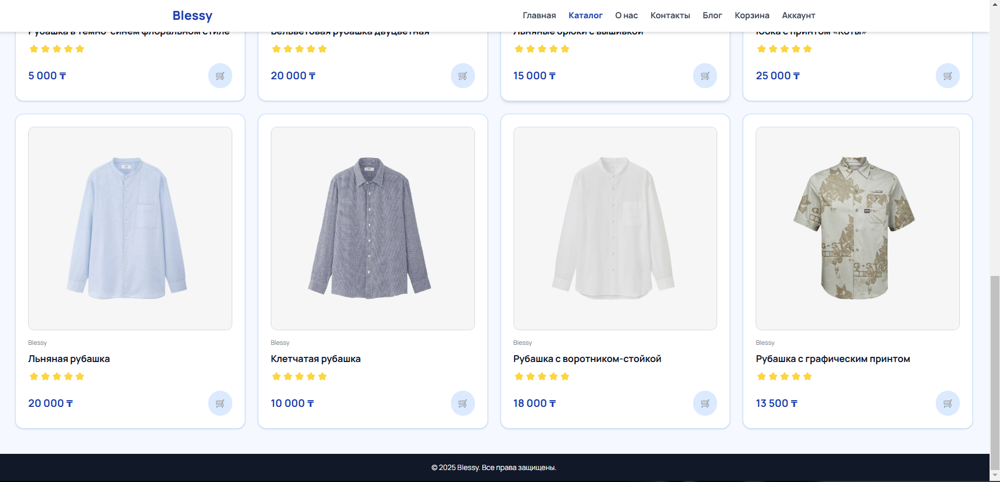 Blessy
Главная Каталог О нас Контакты Блог Корзина Аккаунт
Рубашка в темно-синем флоральном стиле
Вельветовая рубашка двуцветная
Льняные брюки с вышивкой
Юбка с принтом «Коты»
5 000 ₸
20 000 ₸
15 000 ₸
25 000 ₸
Blessy
Льняная рубашка
20 000 ₸
Blessy
Клетчатая рубашка
10 000 ₸
Blessy
Рубашка с воротником-стойкой
18 000 ₸
Blessy
Рубашка с графическим принтом
13 500 ₸
© 2025 Blessy. Все права защищены.